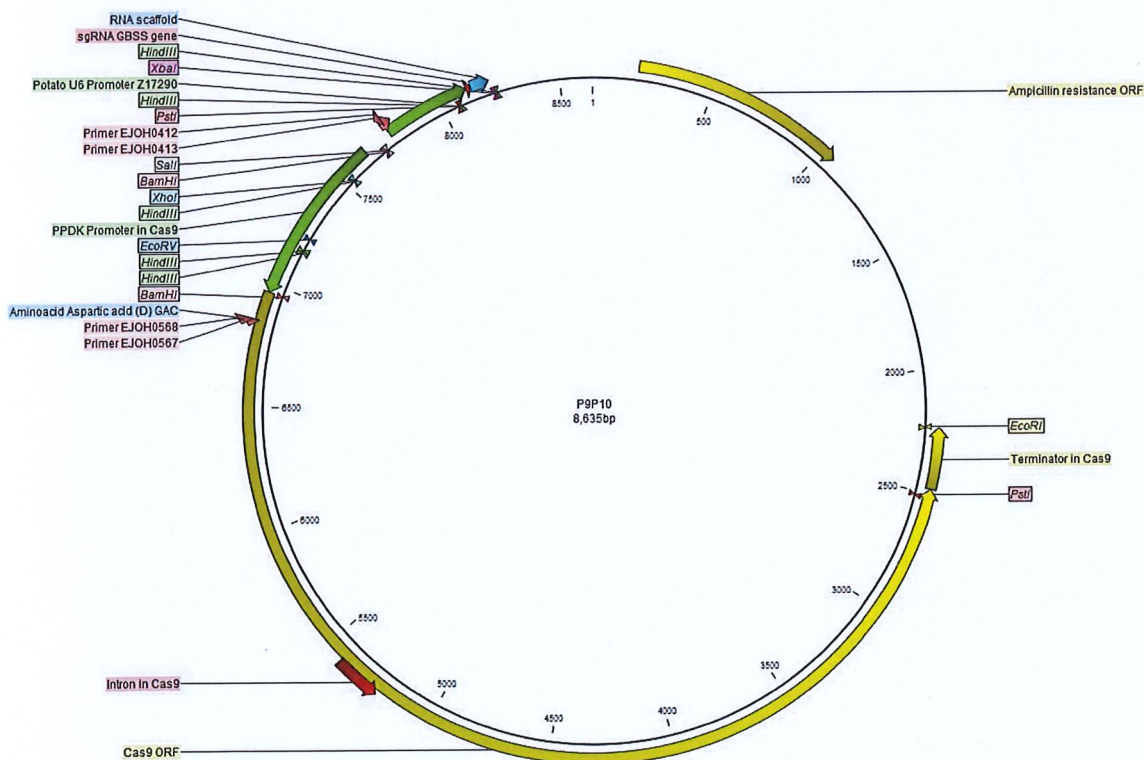 RNA scaffold
sgRNA GBSS gene
HindIII
XbaI
Potato U6 Promoter Z17290
HindIII
PstI
Primer EJOH0412
Primer EJOH0413
SalI
BamHI
XhoI
HindIII
PPDK Promoter in Cas9
EcoRV
HindIII
HindIII
BamHI
Aminoacid Aspartic acid (D) GAC
Primer EJOH0568
Primer EJOH0567
Intron in Cas9
Cas9 ORF
8500
1
500
1000
1500
2000
2500
3000
3500
4000
4500
5000
5500
6000
6500
7000
7500
8000
P9P10
8,635bp
Ampicillin resistance ORF
EcoRI
Terminator in Cas9
PstI